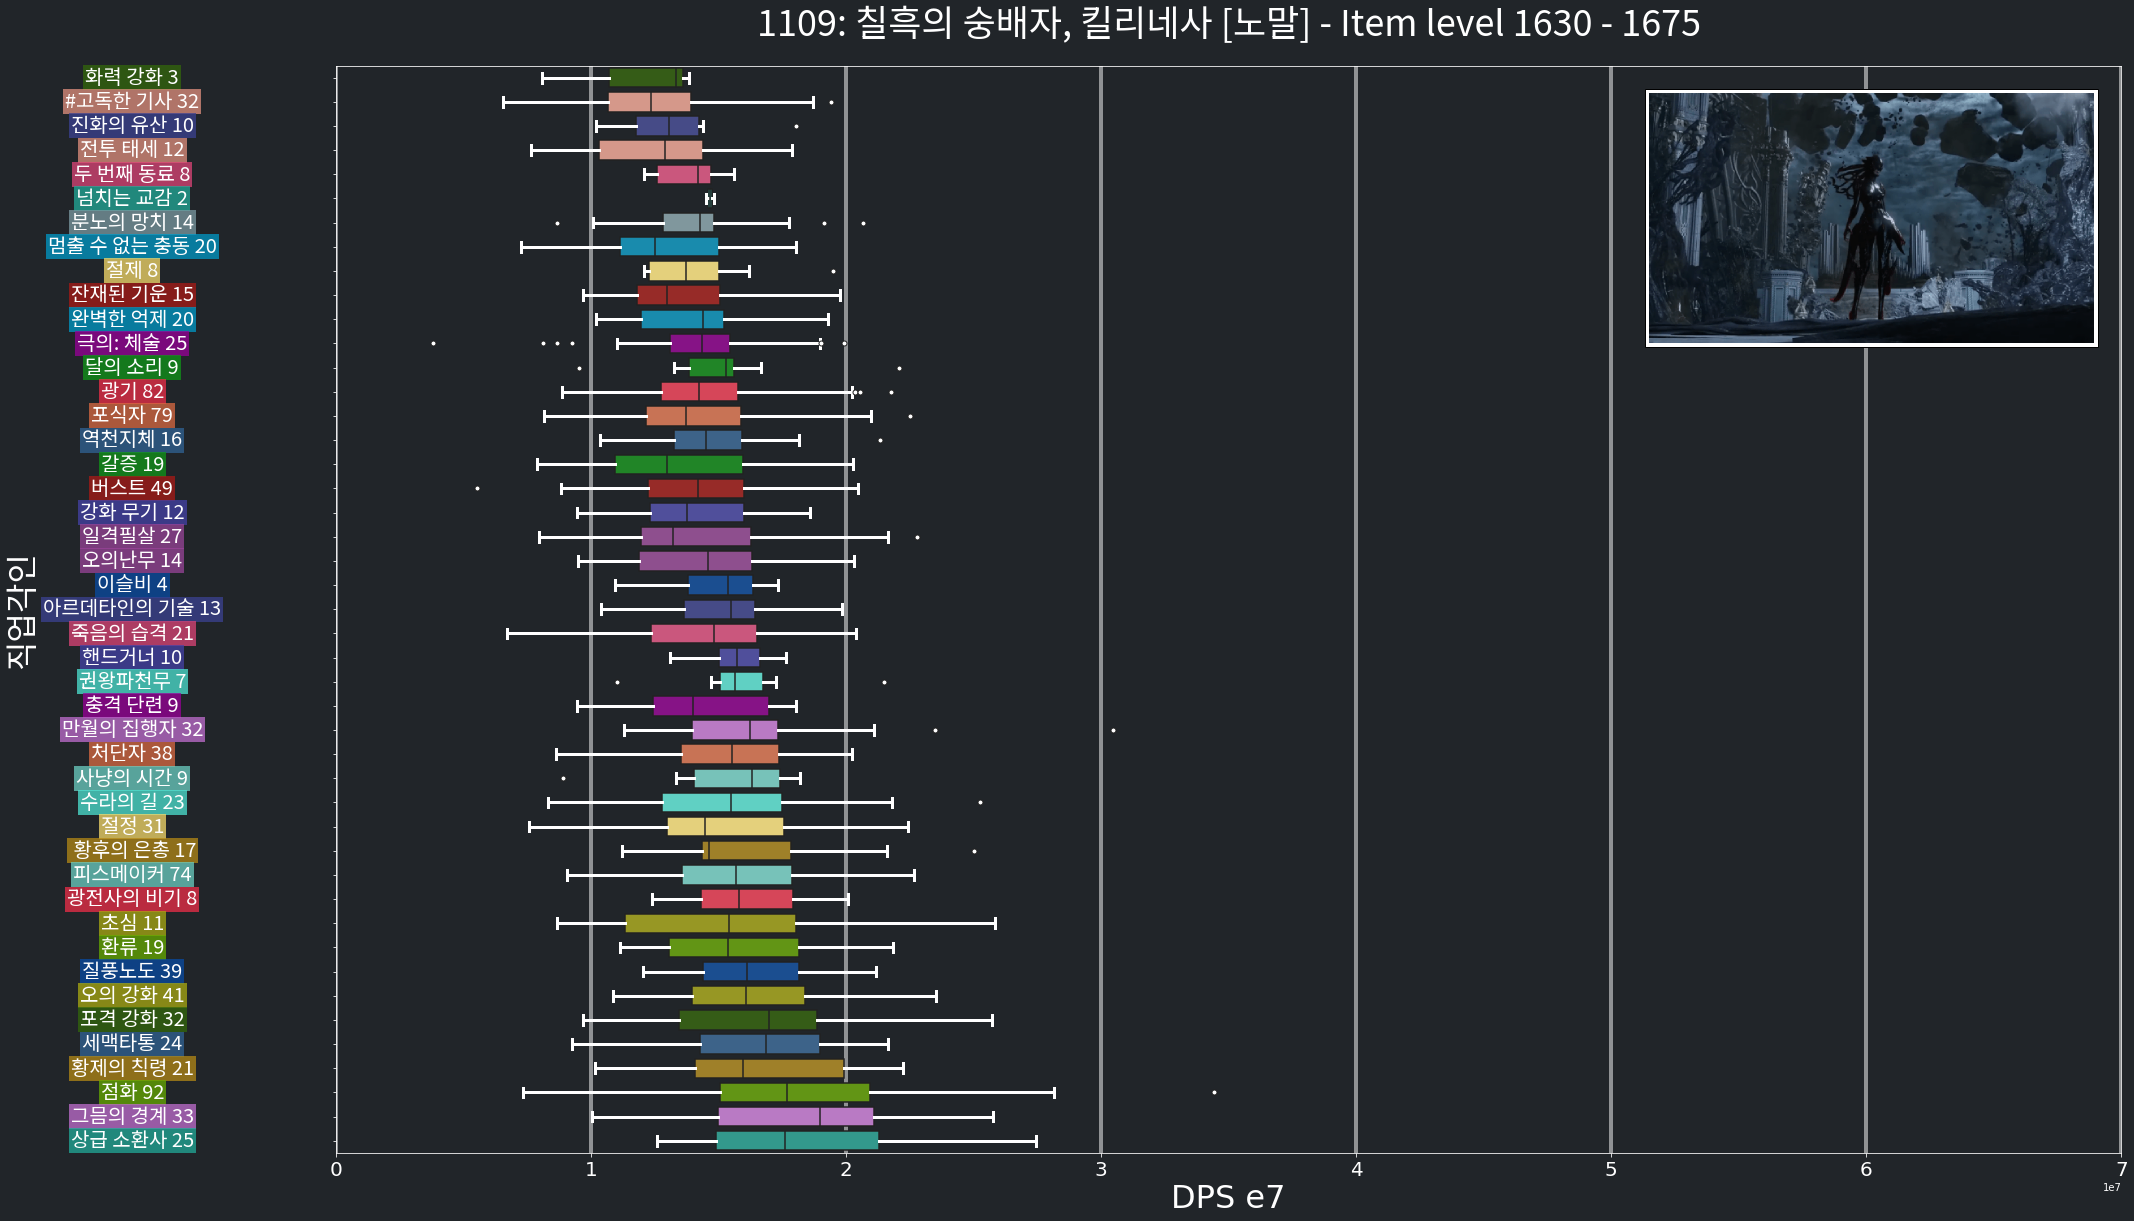 1109: 칠흑의 숭배자, 킬리네사 [노말] - Item level 1630 - 1675
화력 강화 3
#고독한 기사 32
진화의 유산 10
전투 태세 12
두 번째 동료 8
넘치는 교감 2
분노의 망치 14
멈출 수 없는 충동 20
절제 8
잔재된 기운 15
완벽한 억제 20
극의: 체술 25
달의 소리 9
광기 82
포식자 79
역천지체 16
갈증 19
버스트 49
강화 무기 12
일격필살 27
오의난무 14
이슬비 4
아르데타인의 기술 13
죽음의 습격 21
핸드거너 10
권왕파천무 7
충격 단련 9
만월의 집행자 32
처단자 38
사냥의 시간 9
수라의 길 23
절정 31
황후의 은총 17
피스메이커 74
광전사의 비기 8
초심 11
환류 19
질풍노도 39
오의 강화 41
포격 강화 32
세맥타통 24
황제의 칙령 21
점화 92
그믐의 경계 33
상급 소환사 25
직업각인
0 1 2 3 4 5 6 7
1e7
DPS e7